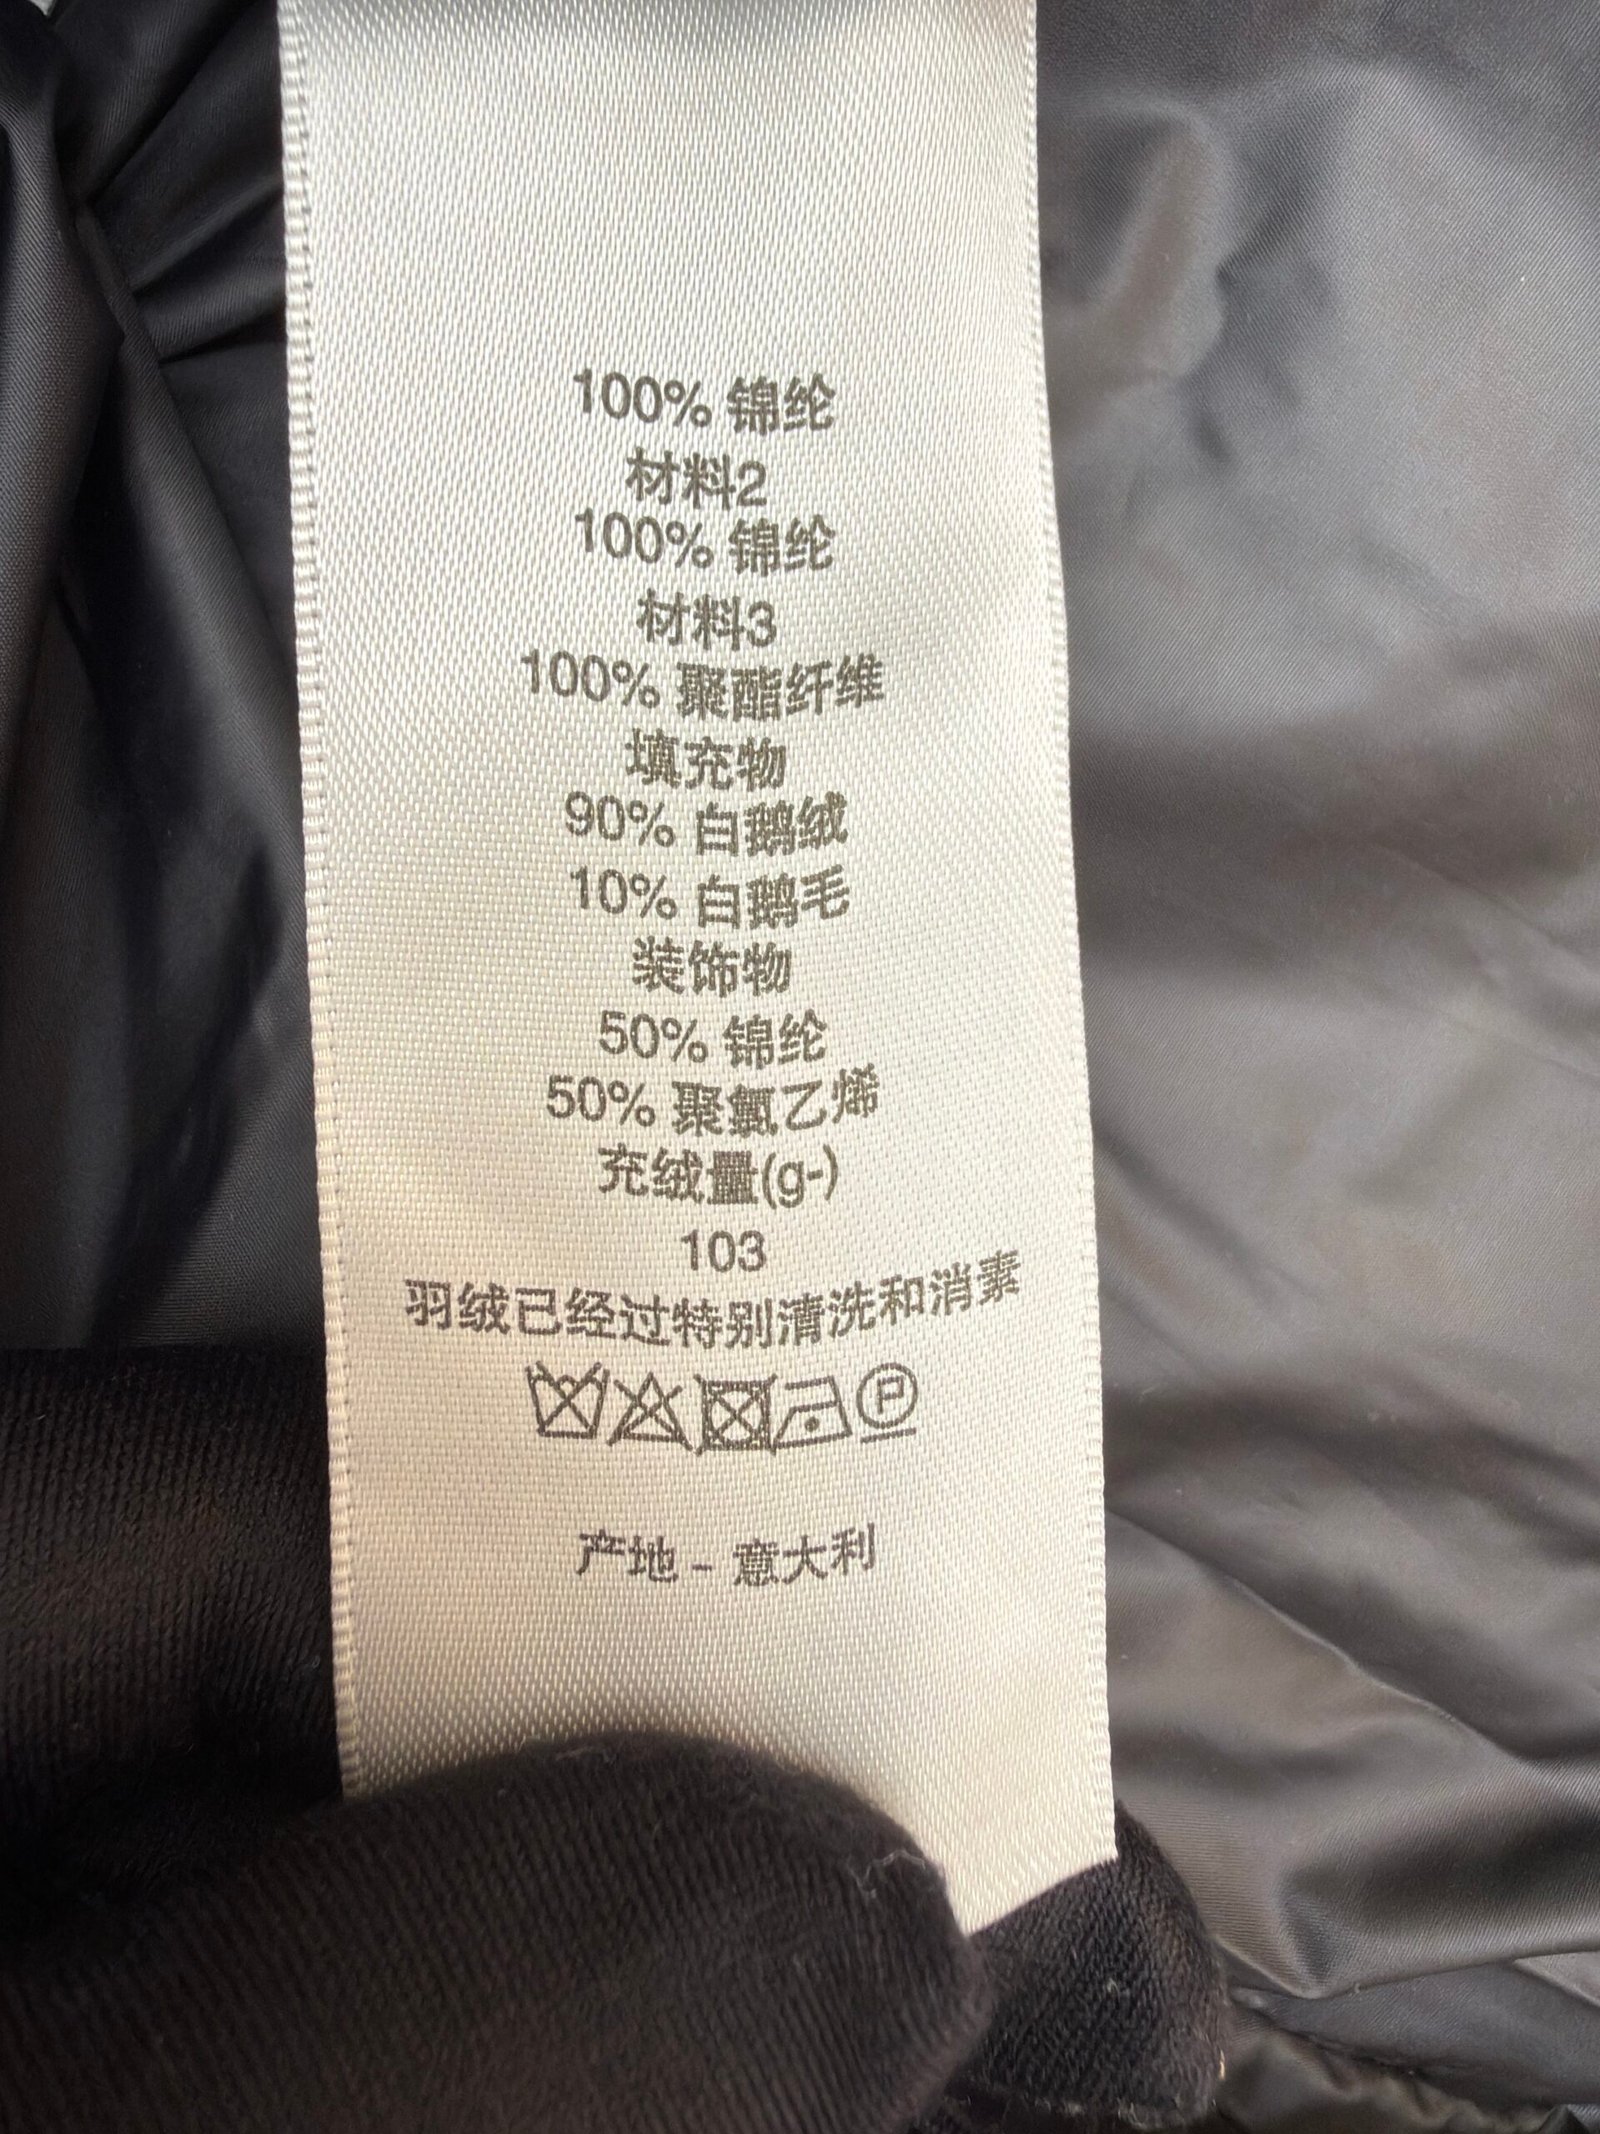 100% 锦纶
材料2
100% 锦纶
材料3
100% 聚酯纤维
填充物
90% 白鹅绒
10% 白鹅毛
装饰物
50% 锦纶
50% 聚氯乙烯
充绒量(g-)
103
羽绒已经过特别清洗和消素
P
产地 - 意大利